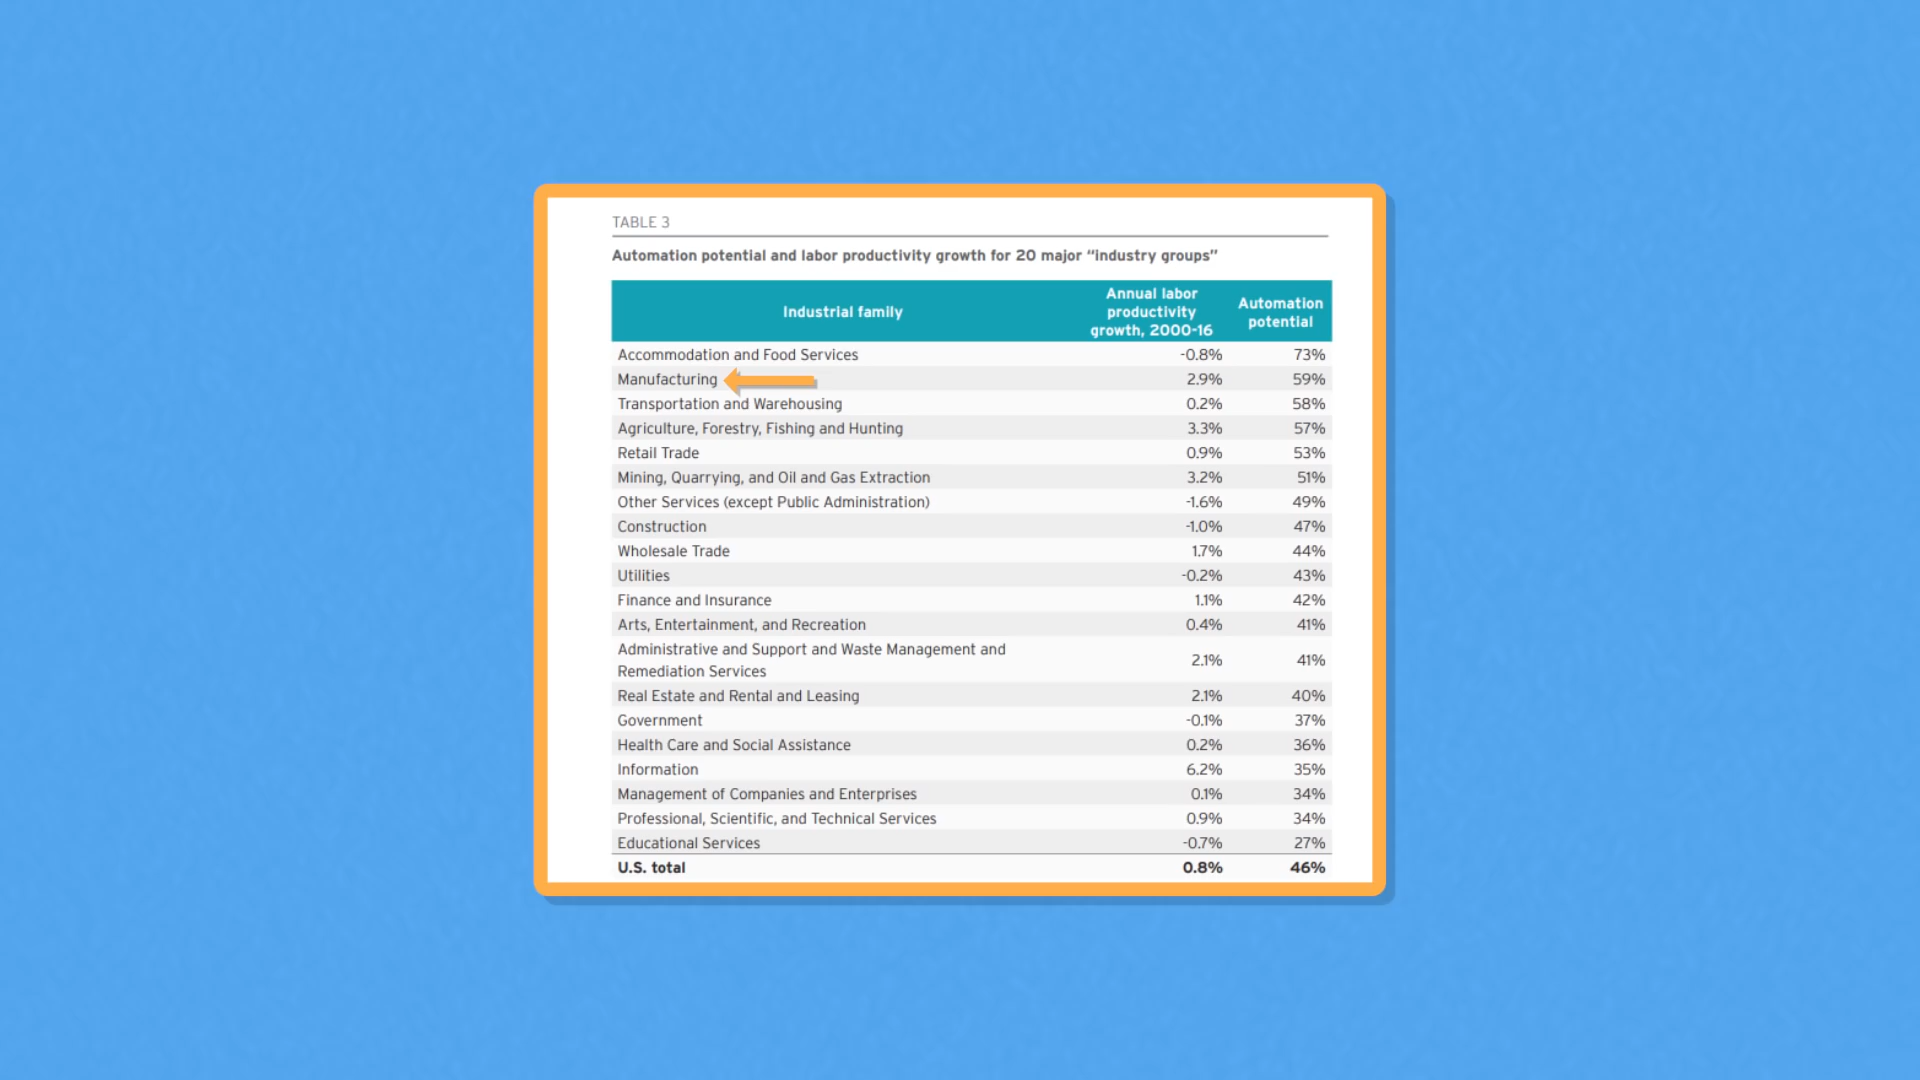 TABLE 3
Automation potential and labor productivity growth for 20 major “industry groups”
Industrial family
Annual labor
productivity
growth, 2000-16
Automation
potential
Accommodation and Food Services -0.8% 73%
Manufacturing 2.9% 59%
Transportation and Warehousing 0.2% 58%
Agriculture, Forestry, Fishing and Hunting 3.3% 57%
Retail Trade 0.9% 53%
Mining, Quarrying, and Oil and Gas Extraction 3.2% 51%
Other Services (except Public Administration) -1.6% 49%
Construction -1.0% 47%
Wholesale Trade 1.7% 44%
Utilities -0.2% 43%
Finance and Insurance 1.1% 42%
Arts, Entertainment, and Recreation 0.4% 41%
Administrative and Support and Waste Management and
Remediation Services 2.1% 41%
Real Estate and Rental and Leasing 2.1% 40%
Government -0.1% 37%
Health Care and Social Assistance 0.2% 36%
Information 6.2% 35%
Management of Companies and Enterprises 0.1% 34%
Professional, Scientific, and Technical Services 0.9% 34%
Educational Services -0.7% 27%
U.S. total 0.8% 46%